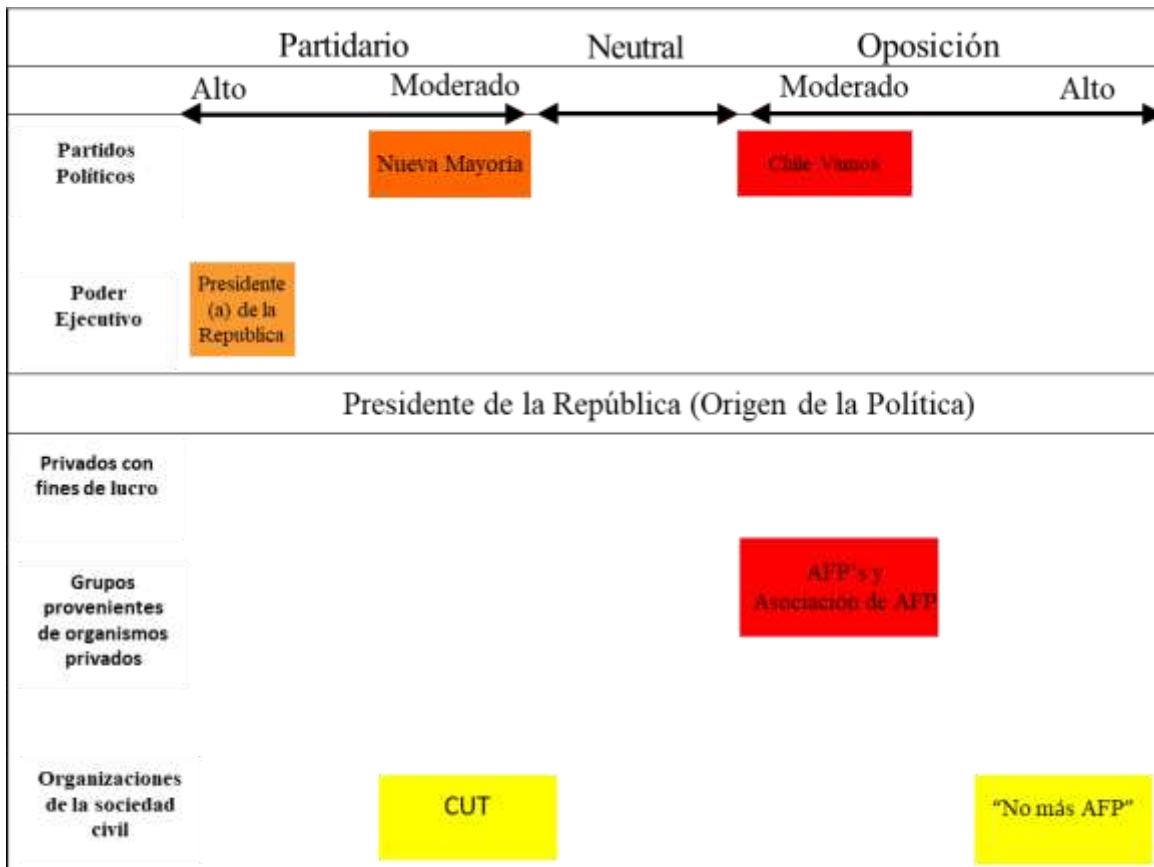 Partidario Neutral Oposición
Alto Moderado Moderado Alto
Partidos
Políticos
Nueva Mayoría
Chile Vamos
Poder
Ejecutivo
Presidente
(a) de la
Republica
Presidente de la República (Origen de la Política)
Privados con
fines de lucro
Grupos
provenientes
de organismos
privados
AFP's y
Asociación de AFP
Organizaciones
de la sociedad
civil
CUT
“No más AFP”